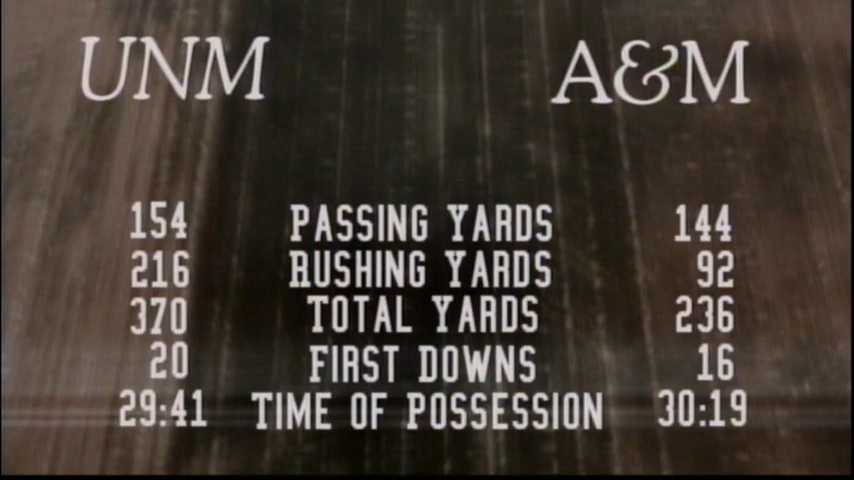 UNM A&M
154 PASSING YARDS 144
216 RUSHING YARDS 92
370 TOTAL YARDS 236
20 FIRST DOWNS 16
29:41 TIME OF POSSESSION 30:19